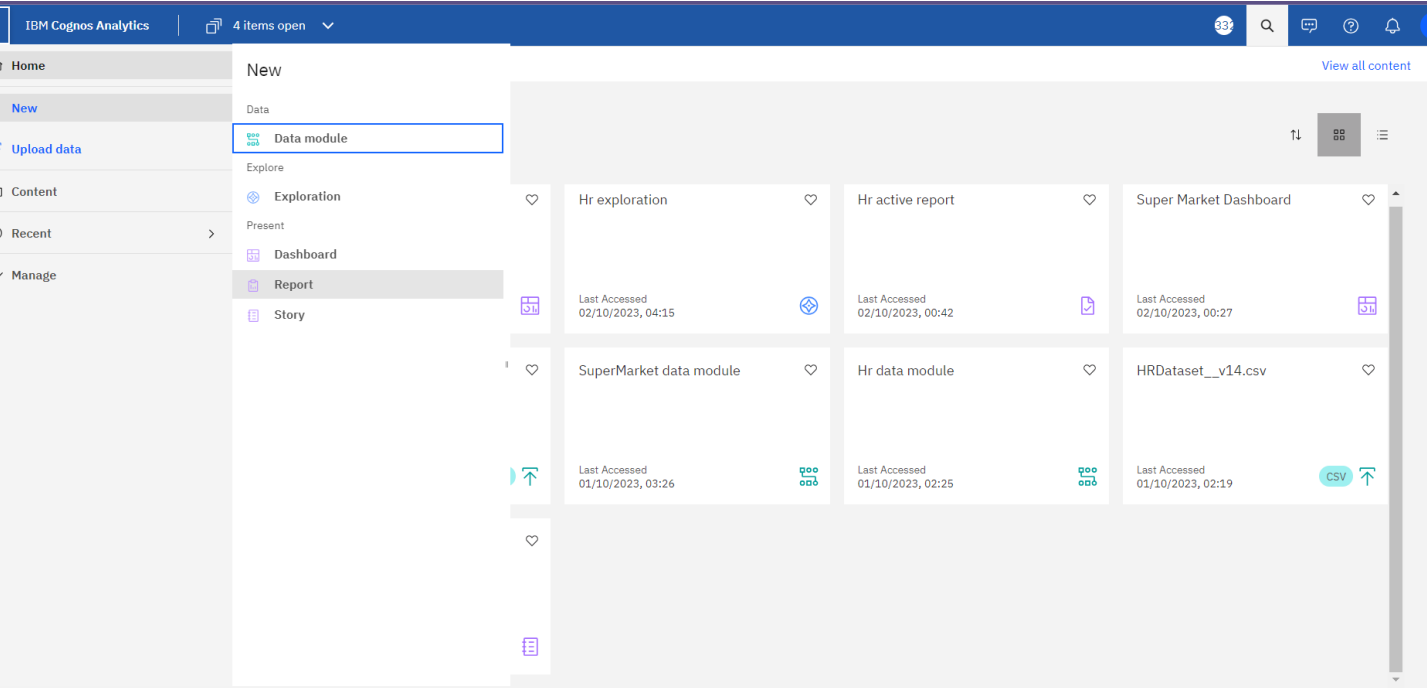 IBM Cognos Analytics
4 items open
Home
New
Upload data
Content
Recent
Manage
New
Data
Data module
Explore
Exploration
Present
Dashboard
Report
Story
View all content
Hr exploration
Last Accessed
02/10/2023, 04:15
Hr active report
Last Accessed
02/10/2023, 00:42
Super Market Dashboard
Last Accessed
02/10/2023, 00:27
SuperMarket data module
Last Accessed
01/10/2023, 03:26
Hr data module
Last Accessed
01/10/2023, 02:25
HRDataset__v14.csv
Last Accessed
01/10/2023, 02:19
CSV